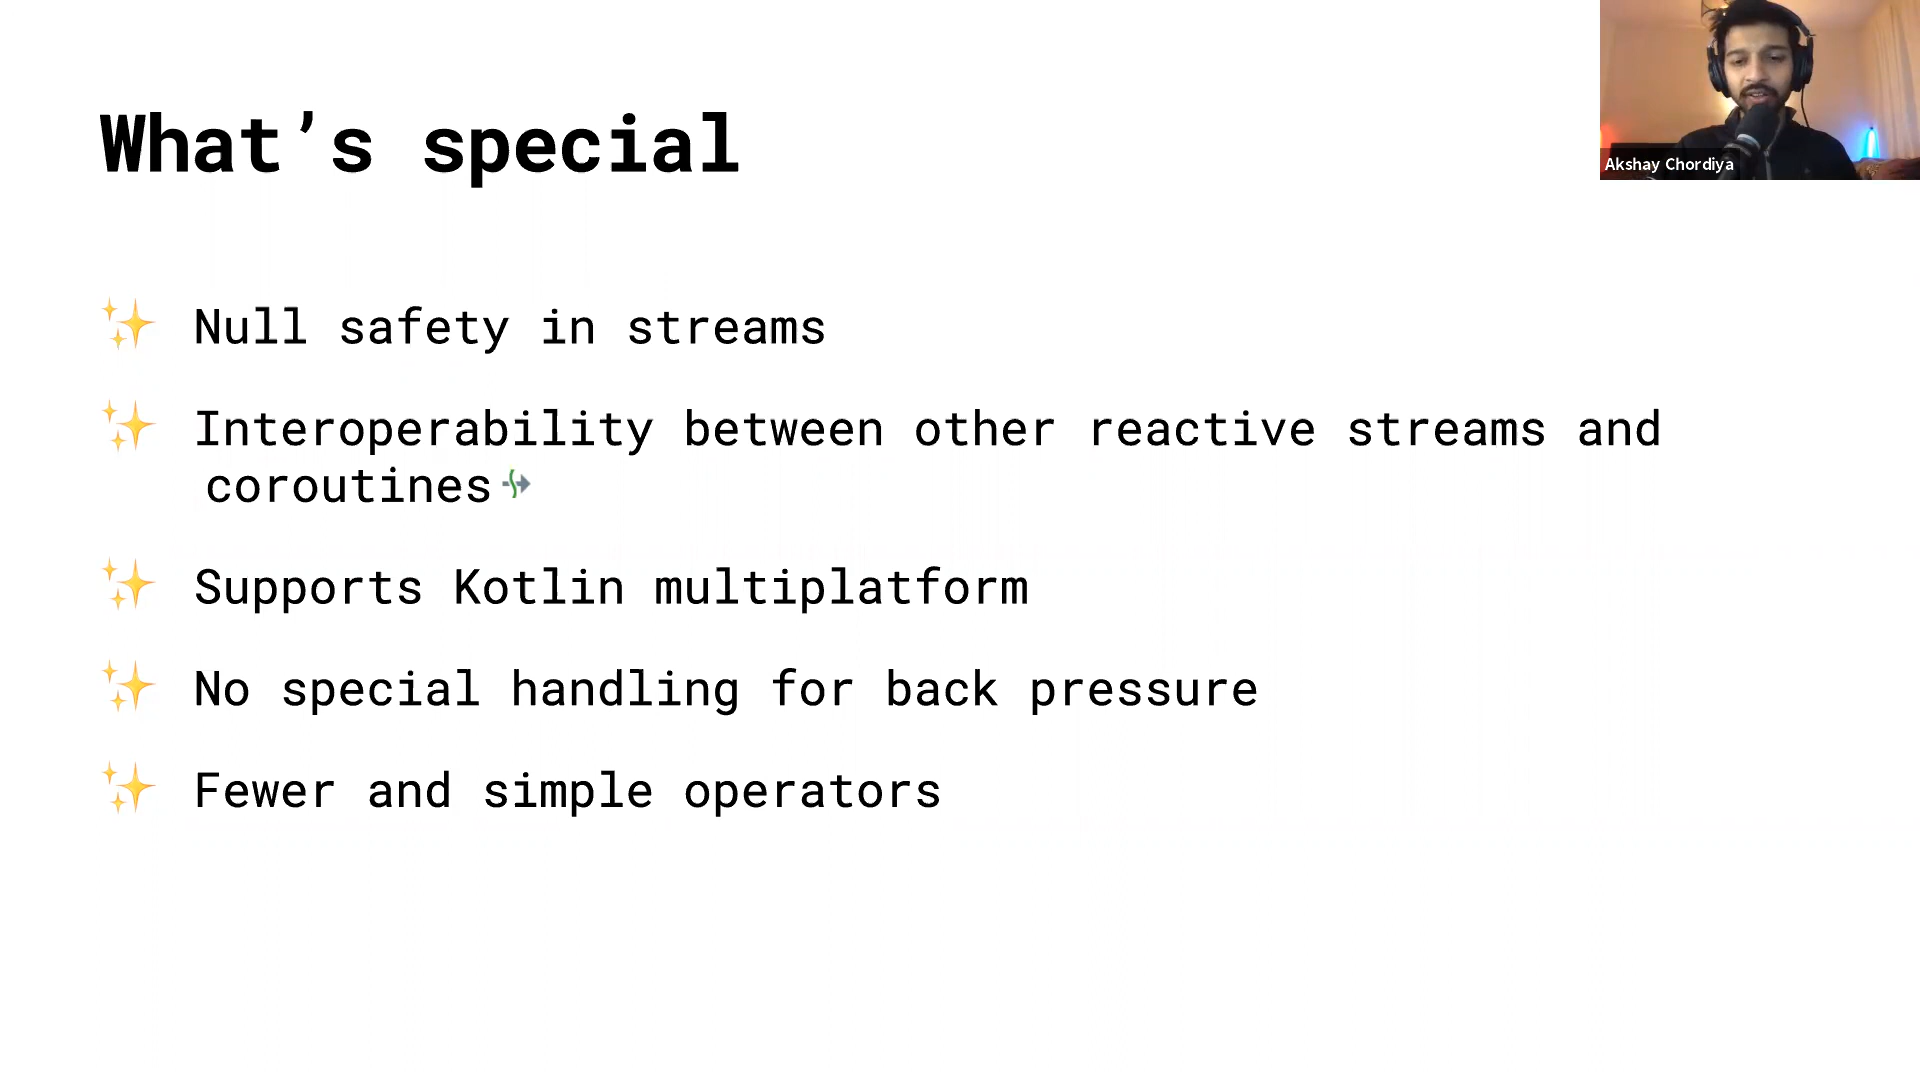 What’s special
Akshay Chordiya
✨ Null safety in streams
✨ Interoperability between other reactive streams and
coroutines
✨ Supports Kotlin multiplatform
✨ No special handling for back pressure
✨ Fewer and simple operators